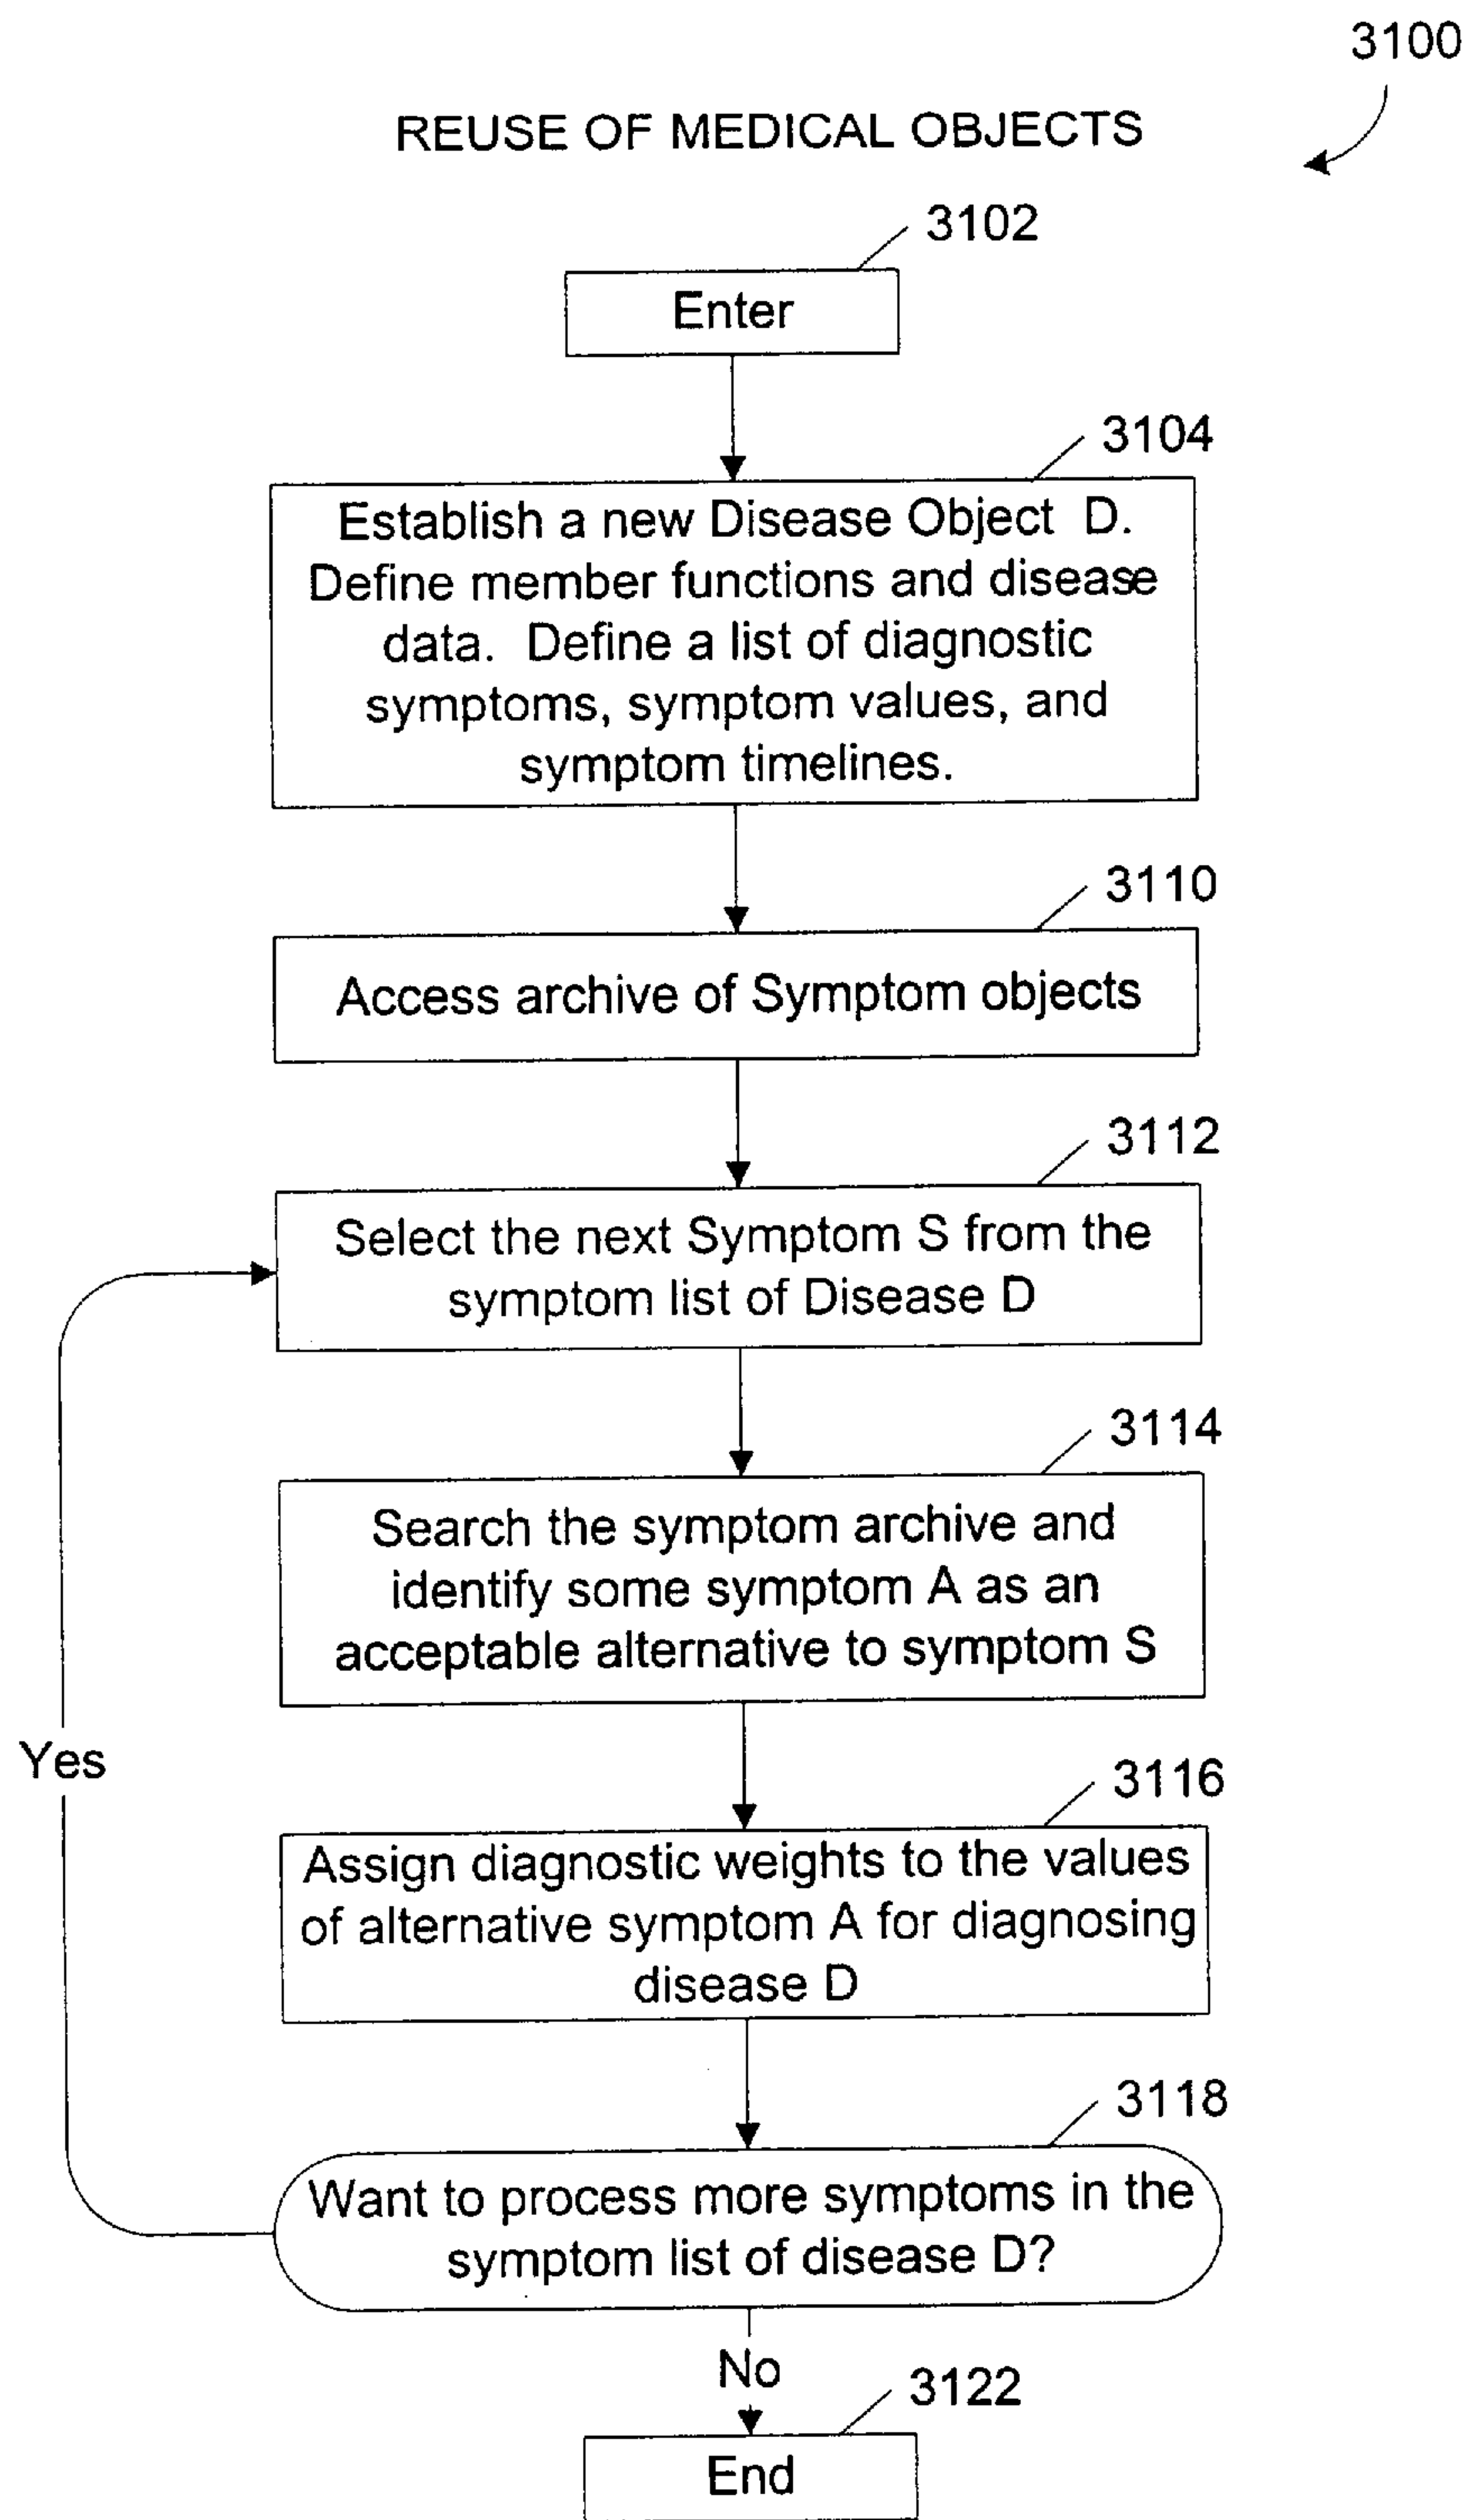 3100
REUSE OF MEDICAL OBJECTS
3102
Enter
3104
Establish a new Disease Object D.
Define member functions and disease
data. Define a list of diagnostic
symptoms, symptom values, and
symptom timelines.
3110
Access archive of Symptom objects
3112
Select the next Symptom S from the
symptom list of Disease D
3114
Search the symptom archive and
identify some symptom A as an
acceptable alternative to symptom S
Yes
3116
Assign diagnostic weights to the values
of alternative symptom A for diagnosing
disease D
3118
Want to process more symptoms in the
symptom list of disease D?
No
3122
End